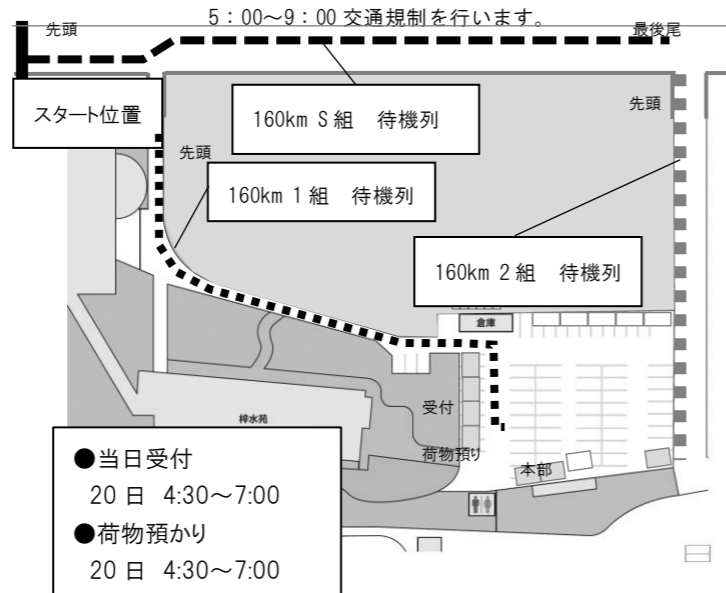 5：00～9：00 交通規制を行います。
先頭
最後尾
スタート位置
160km S組　待機列
先頭
先頭
160km 1組　待機列
160km 2組　待機列
倉庫
受付
梓水苑
荷物預り
本部
●当日受付
20日 4:30～7:00
●荷物預かり
20日 4:30～7:00